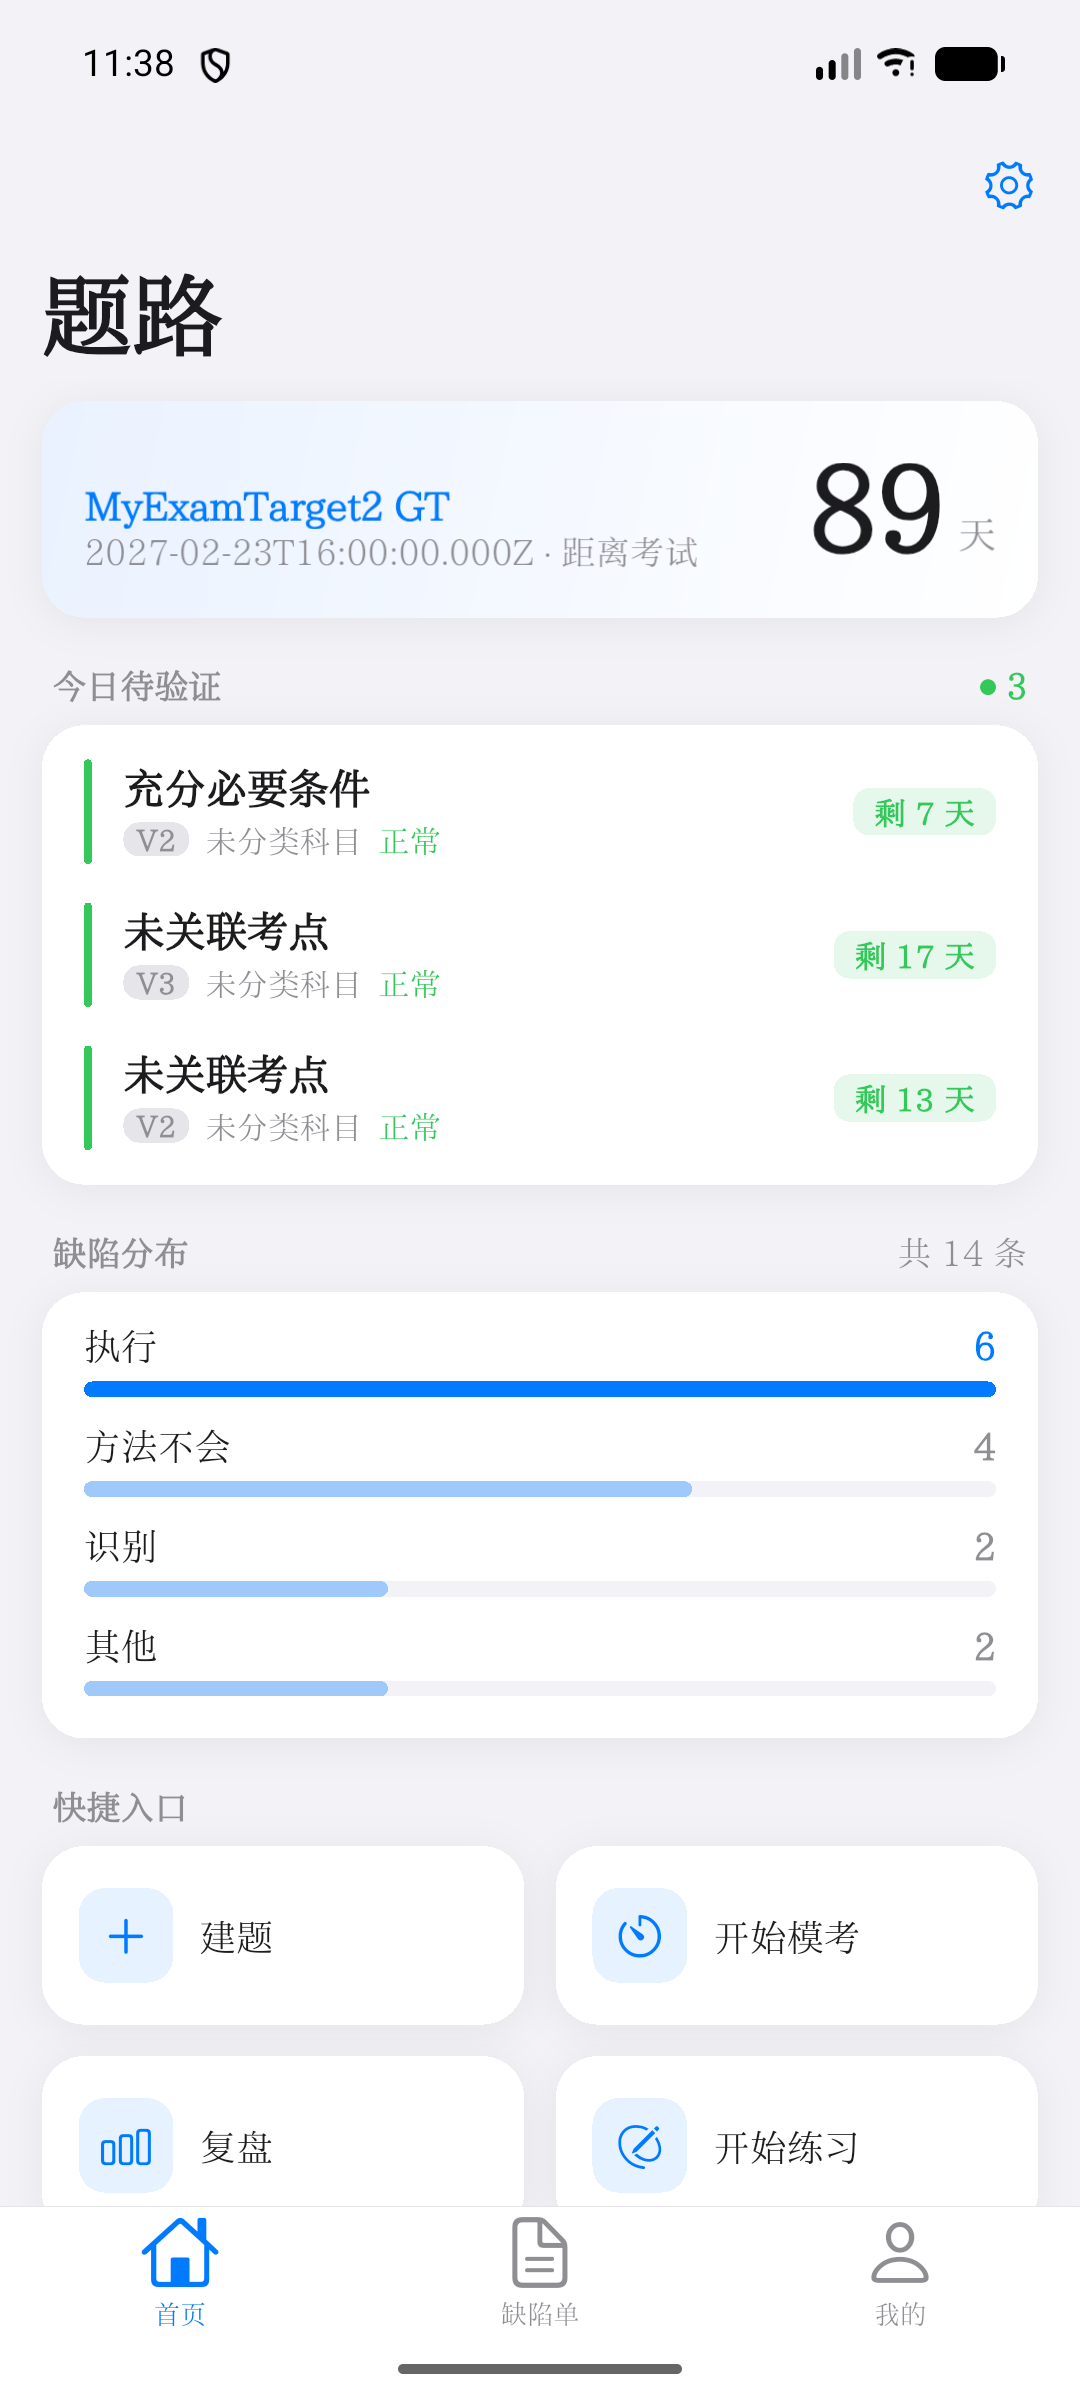 11:38
题路
MyExamTarget2 GT
2027-02-23T16:00:00.000Z · 距离考试
89 天
今日待验证
3
充分必要条件
V2 未分类科目 正常
剩 7 天
未关联考点
V3 未分类科目 正常
剩 17 天
未关联考点
V2 未分类科目 正常
剩 13 天
缺陷分布
共 14 条
执行
6
方法不会
4
识别
2
其他
2
快捷入口
建题
开始模考
复盘
开始练习
首页
缺陷单
我的